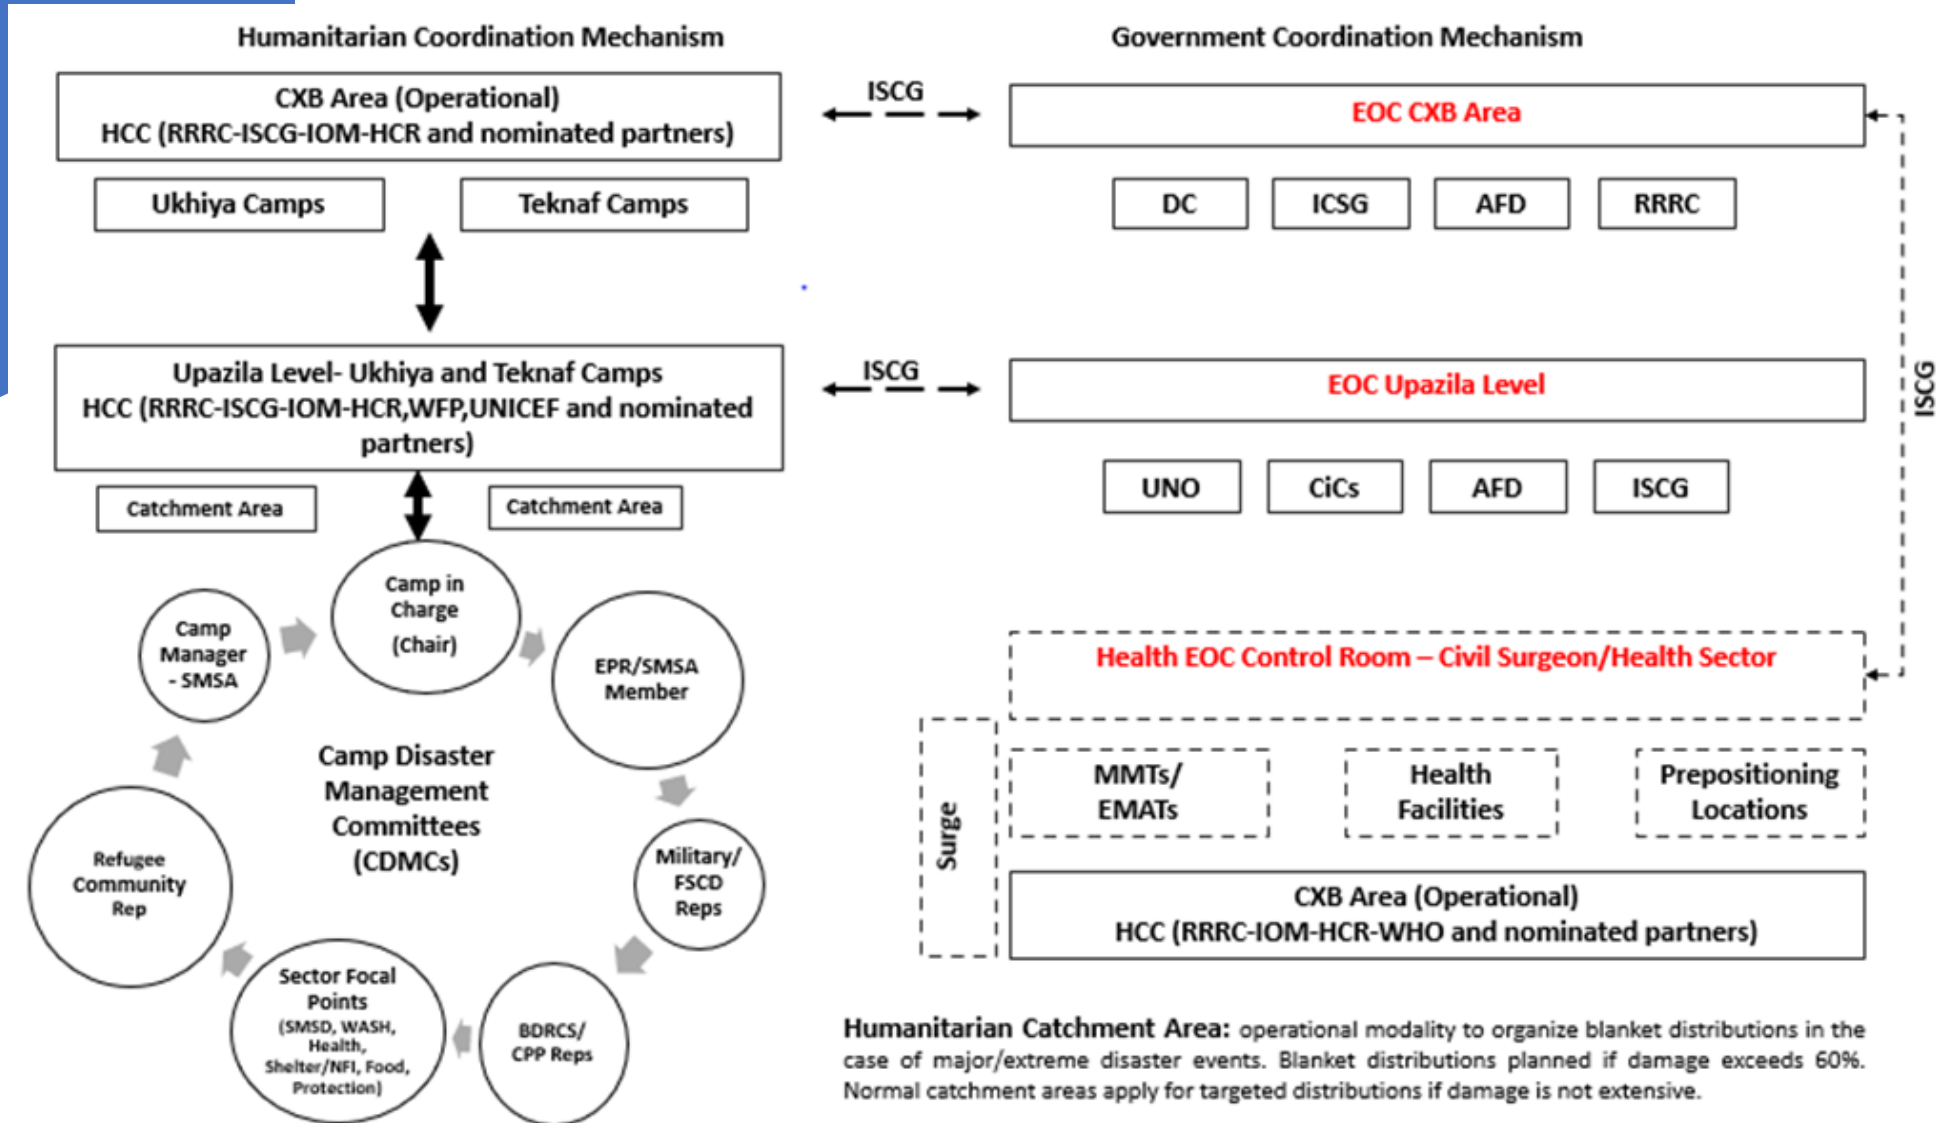 Humanitarian Coordination Mechanism
CXB Area (Operational)
HCC (RRRC-ISCG-IOM-HCR and nominated partners)
Ukhiya Camps
Teknaf Camps
Upazila Level- Ukhiya and Teknaf Camps
HCC (RRRC-ISCG-IOM-HCR,WFP,UNICEF and nominated
partners)
Catchment Area
Catchment Area
Camp in
Charge
(Chair)
EPR/SMSA
Member
Military/
FSCD
Reps
BDRCS/
CPP Reps
Sector Focal
Points
(SMSD, WASH,
Health,
Shelter/NFI, Food,
Protection)
Refugee
Community
Rep
Camp
Manager
- SMSA
Camp Disaster
Management
Committees
(CDMCs)
ISCG
ISCG
Government Coordination Mechanism
EOC CXB Area
DC
ICSG
AFD
RRRC
EOC Upazila Level
UNO
CiCs
AFD
ISCG
ISCG
Health EOC Control Room – Civil Surgeon/Health Sector
Surge
MMTs/
EMATs
Health
Facilities
Prepositioning
Locations
CXB Area (Operational)
HCC (RRRC-IOM-HCR-WHO and nominated partners)
Humanitarian Catchment Area: operational modality to organize blanket distributions in the
case of major/extreme disaster events. Blanket distributions planned if damage exceeds 60%.
Normal catchment areas apply for targeted distributions if damage is not extensive.